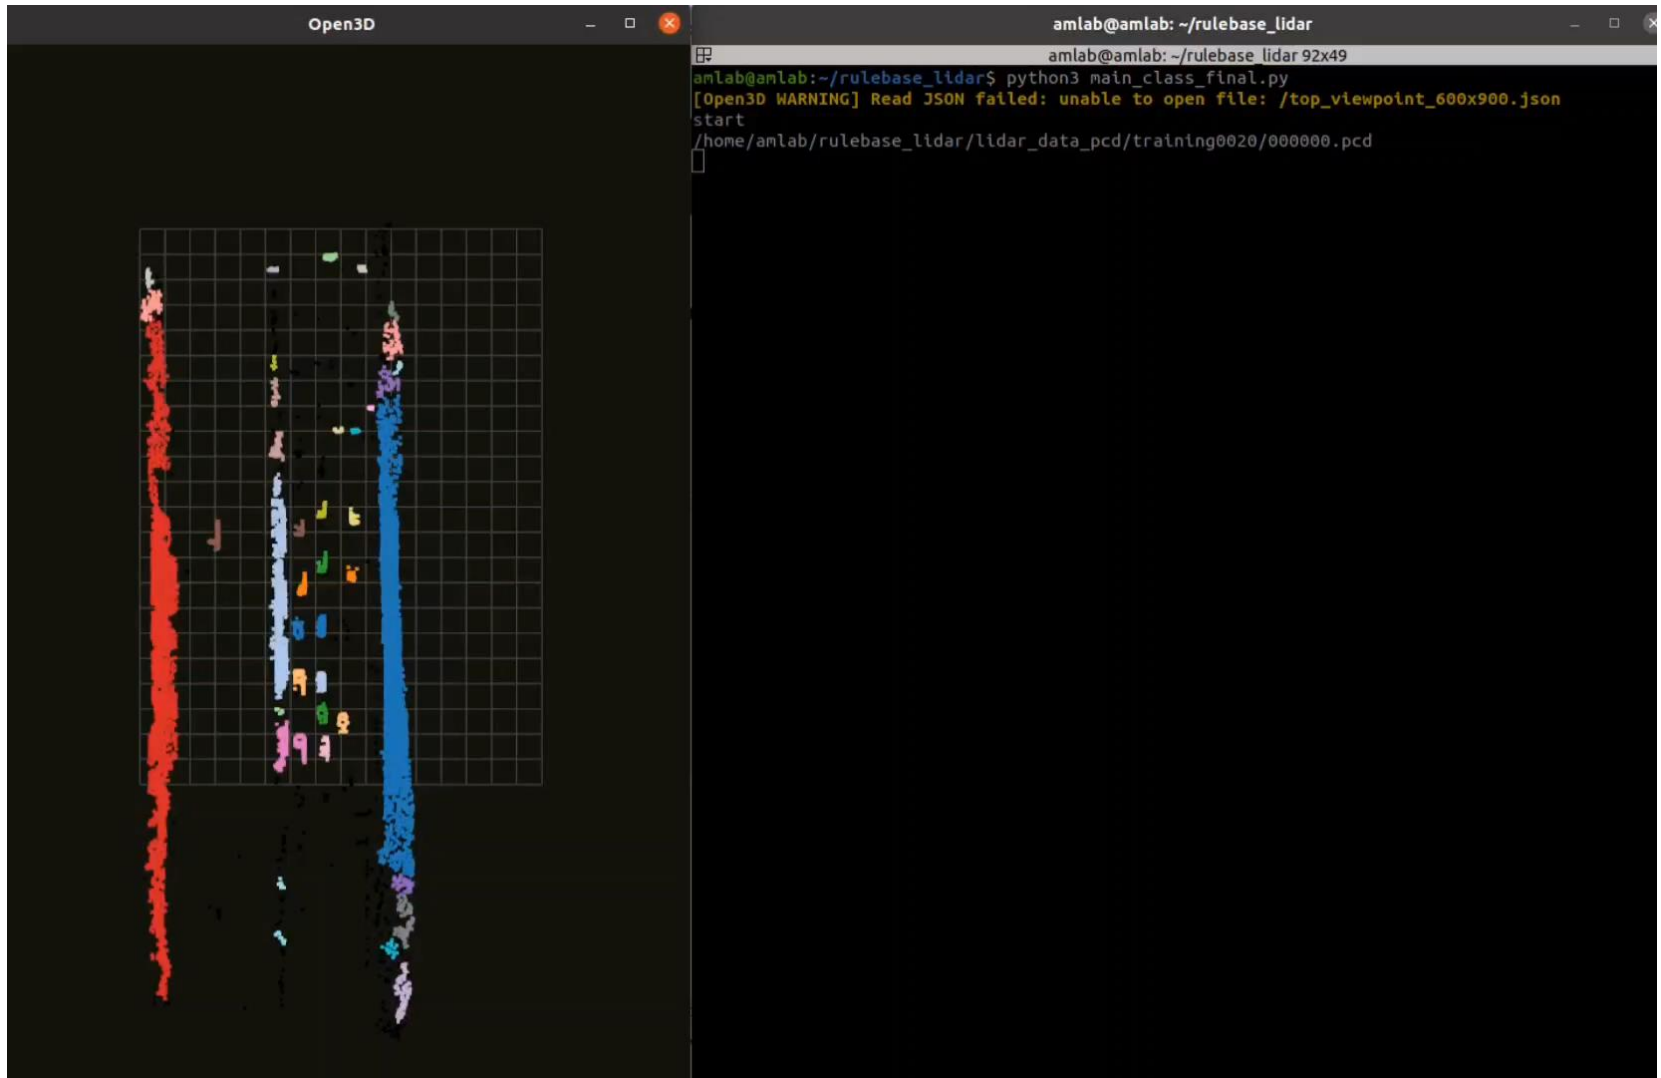 Open3D
amlab@amlab: ~/rulebase_lidar
amlab@amlab: ~/rulebase_lidar 92x49
amlab@amlab:~/rulebase_lidar$ python3 main_class_final.py
[Open3D WARNING] Read JSON failed: unable to open file: /top_viewpoint_600x900.json
start
/home/amlab/rulebase_lidar/lidar_data_pcd/training0020/000000.pcd